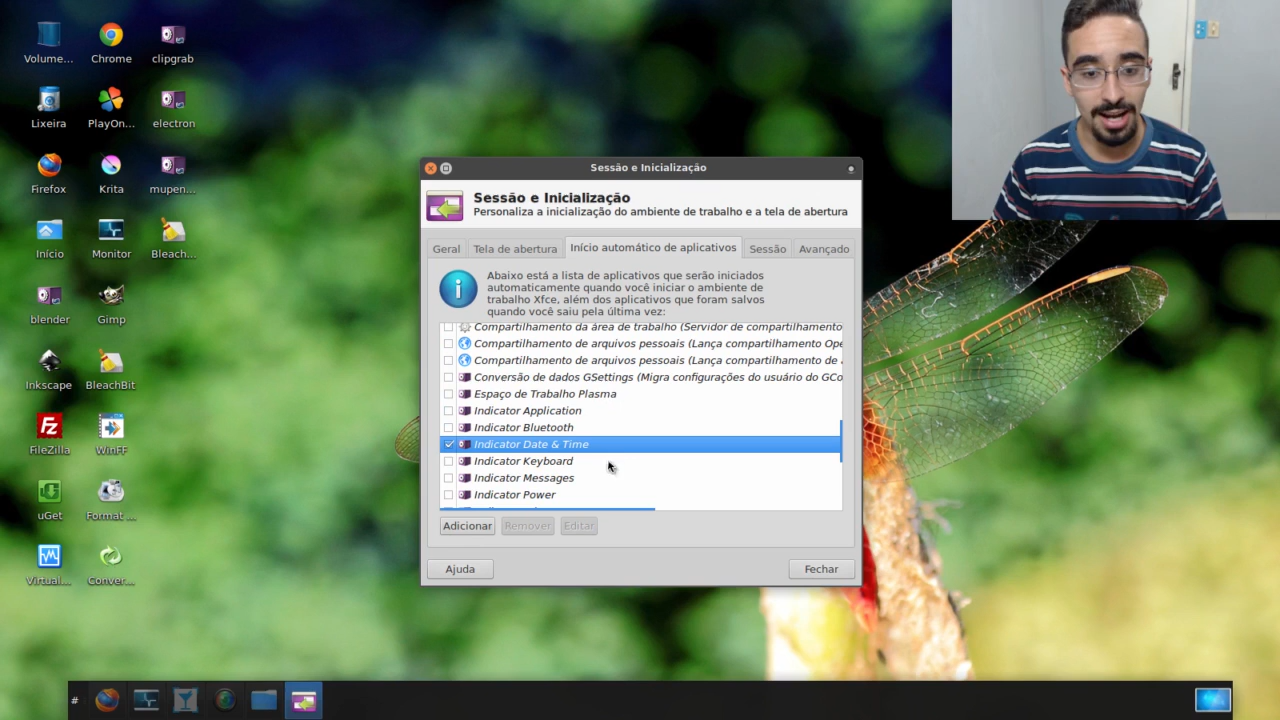 Volume...
Chrome
clipgrab
Lixeira
PlayOn...
electron
Firefox
Krita
mupen...
Início
Monitor
Bleach...
blender
Gimp
Inkscape
BleachBit
FileZilla
WinFF
uGet
Format ...
Virtual...
Conver...
Sessão e Inicialização
Sessão e Inicialização
Personaliza a inicialização do ambiente de trabalho e a tela de abertura
Geral
Tela de abertura
Início automático de aplicativos
Sessão
Avançado
Abaixo está a lista de aplicativos que serão iniciados
automaticamente quando você iniciar o ambiente de
trabalho Xfce, além dos aplicativos que foram salvos
quando você saiu pela última vez:
Compartilhamento da área de trabalho (Servidor de compartilhamento
Compartilhamento de arquivos pessoais (Lança compartilhamento Ope
Compartilhamento de arquivos pessoais (Lança compartilhamento de
Conversão de dados GSettings (Migra configurações do usuário do GCo
Espaço de Trabalho Plasma
Indicator Application
Indicator Bluetooth
Indicator Date & Time
Indicator Keyboard
Indicator Messages
Indicator Power
Adicionar
Remover
Editar
Ajuda
Fechar
#